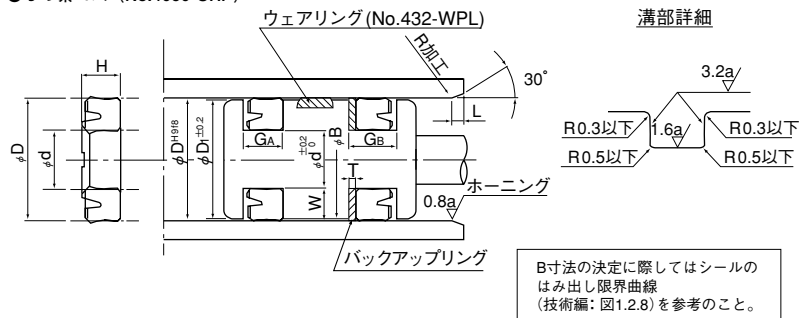 ウェアリング(No.432-WPL)
溝部詳細
R加工
30°
H
L
3.2a
R0.3以下
1.6a
R0.3以下
R0.5以下
R0.5以下
φD
φd
φD H9f8
φD1 ±0.2
GA
φd +0.2 0
φB
GB
T
W
ホーニング
0.8a
バックアップリング
B寸法の決定に際してはシールの
はみ出し限界曲線
(技術編：図1.2.8)を参考のこと。